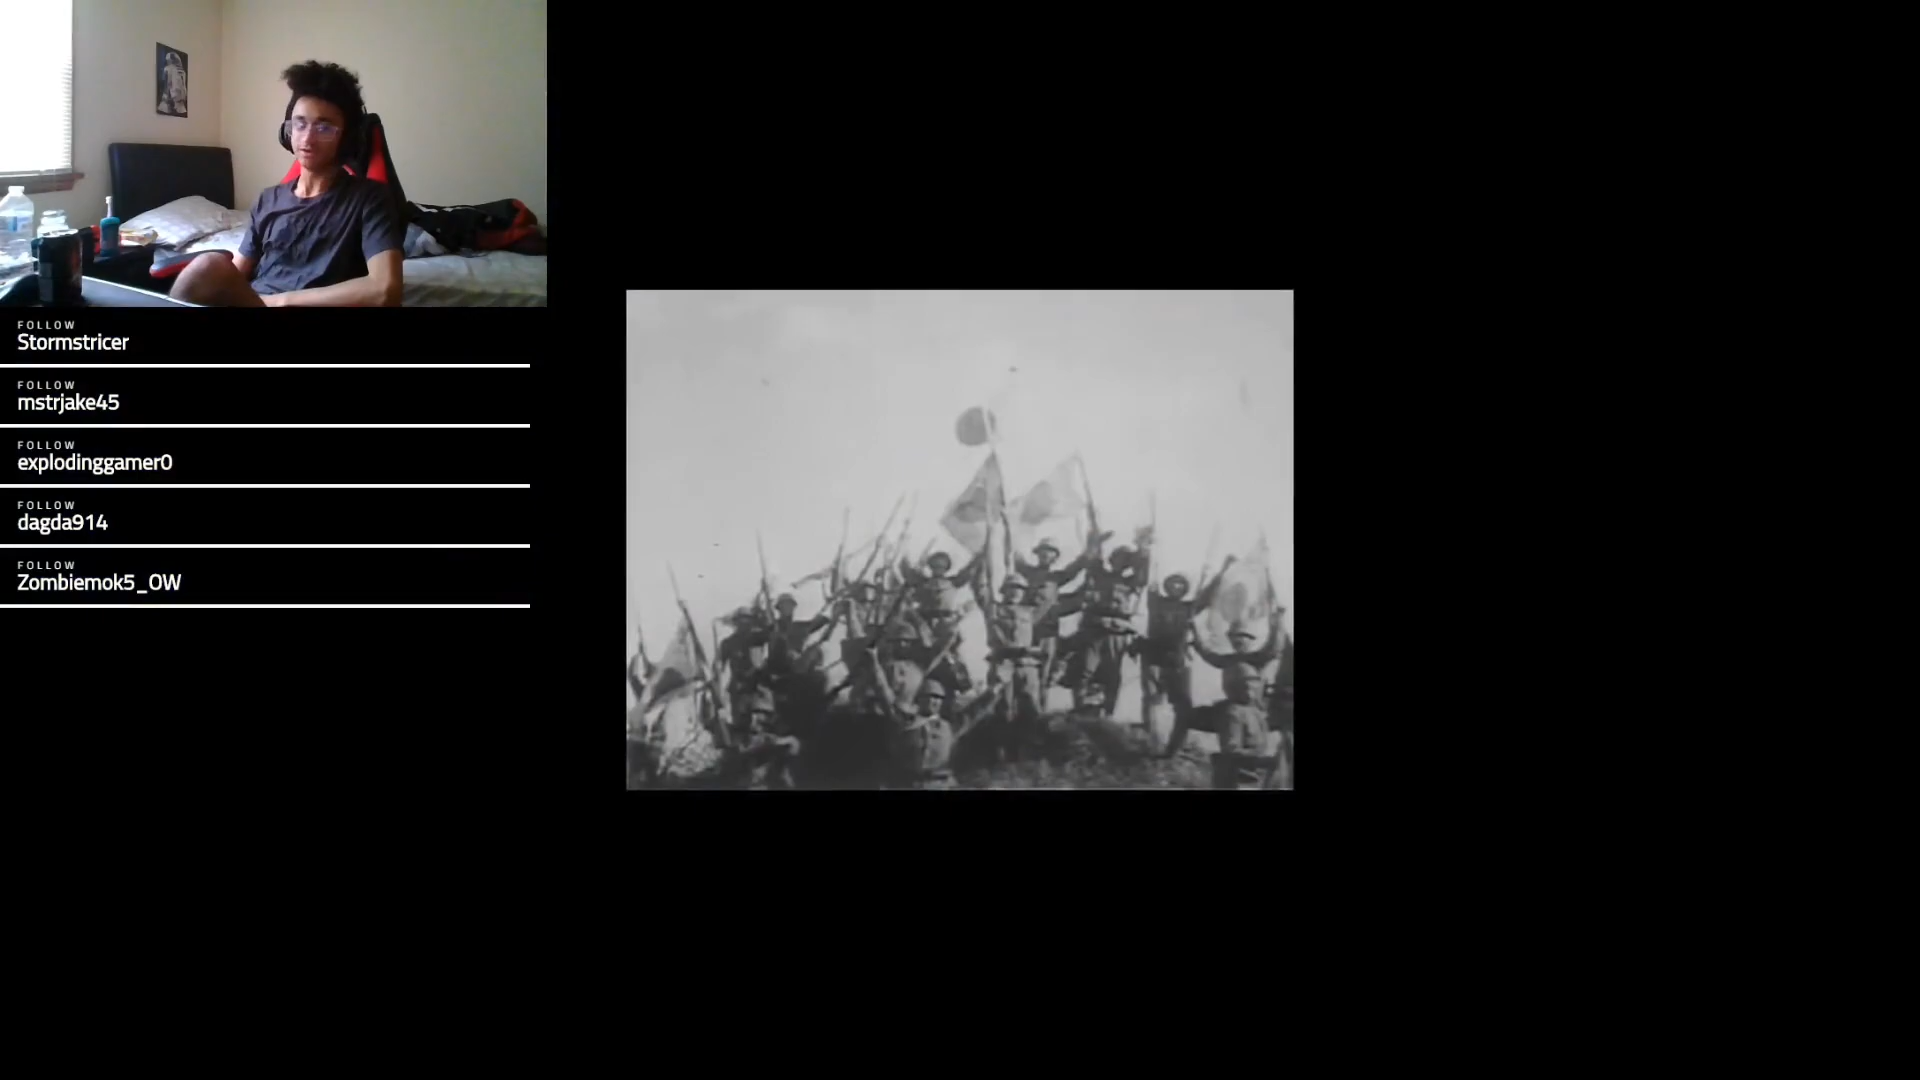 FOLLOW
Stormstricer
FOLLOW
mstrjake45
FOLLOW
explodinggamer0
FOLLOW
dagda914
FOLLOW
Zombiemok5_OW